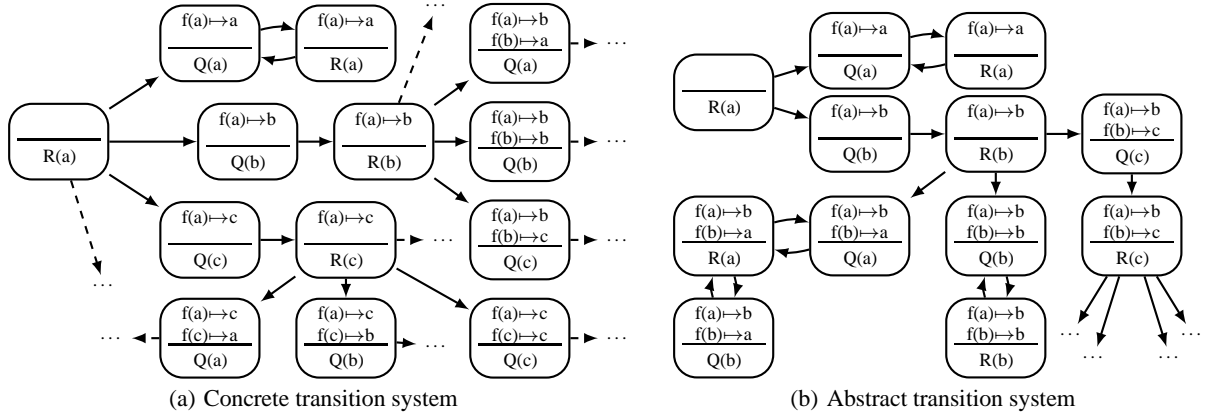 f(a)↦a
Q(a)
f(a)↦a
R(a)
...
f(a)↦b
f(b)↦a
Q(a)
...
R(a)
f(a)↦b
Q(b)
f(a)↦b
R(b)
f(a)↦b
f(b)↦b
Q(b)
...
f(a)↦c
Q(c)
f(a)↦c
R(c)
...
f(a)↦b
f(b)↦c
Q(c)
...
...
...
f(a)↦c
f(c)↦a
Q(a)
f(a)↦c
f(c)↦b
Q(b)
...
f(a)↦c
f(c)↦c
Q(c)
...
(a) Concrete transition system
R(a)
f(a)↦a
Q(a)
f(a)↦a
R(a)
f(a)↦b
Q(b)
f(a)↦b
R(b)
f(a)↦b
f(b)↦c
Q(c)
f(a)↦b
f(b)↦a
R(a)
f(a)↦b
f(b)↦a
Q(a)
f(a)↦b
f(b)↦b
Q(b)
f(a)↦b
f(b)↦c
R(c)
f(a)↦b
f(b)↦a
Q(b)
f(a)↦b
f(b)↦b
R(b)
...
...
...
...
(b) Abstract transition system